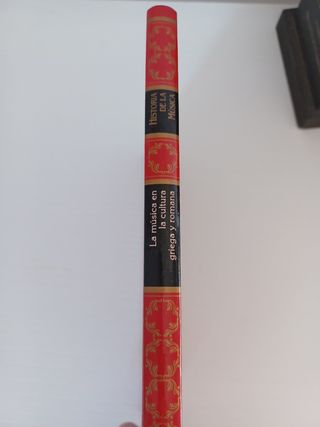 HISTORIA
DE LA
MÚSICA
La música en
la cultura
griega y romana